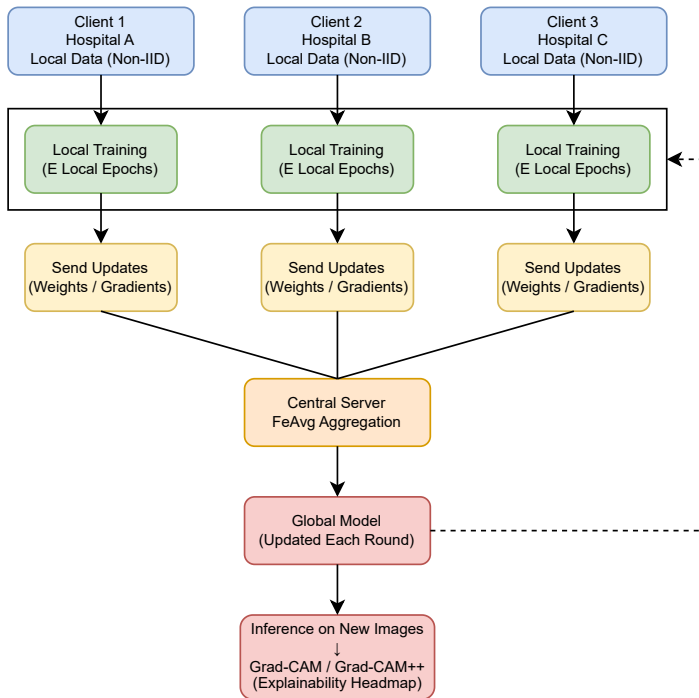 Client 1
Hospital A
Local Data (Non-IID)
Client 2
Hospital B
Local Data (Non-IID)
Client 3
Hospital C
Local Data (Non-IID)
Local Training
(E Local Epochs)
Local Training
(E Local Epochs)
Local Training
(E Local Epochs)
Send Updates
(Weights / Gradients)
Send Updates
(Weights / Gradients)
Send Updates
(Weights / Gradients)
Central Server
FeAvg Aggregation
Global Model
(Updated Each Round)
Inference on New Images
↓
Grad-CAM / Grad-CAM++
(Explainability Headmap)